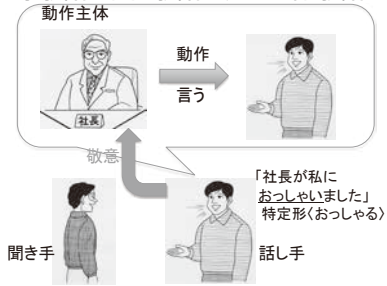 動作主体
動作
言う
社長
敬意
「社長が私に
おっしゃいました」
特定形〈おっしゃる〉
聞き手
話し手